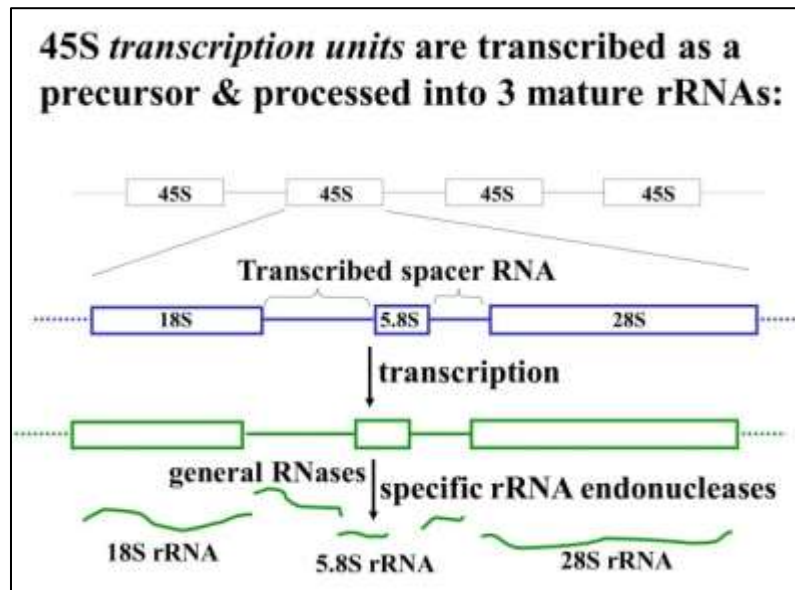 45S transcription units are transcribed as a
precursor & processed into 3 mature rRNAs:
45S 45S 45S 45S
Transcribed spacer RNA
18S 5.8S 28S
transcription
general RNases
specific rRNA endonucleases
18S rRNA 5.8S rRNA 28S rRNA